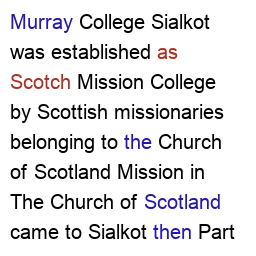 Murray College Sialkot
was established as
Scotch Mission College
by Scottish missionaries
belonging to the Church
of Scotland Mission in
The Church of Scotland
came to Sialkot then Part